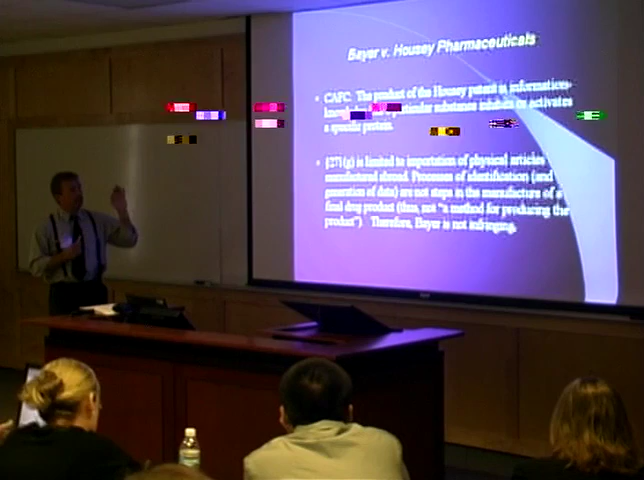 Bayer v. Housey Pharmaceuticals
• CAFC. The product of the Housey patent is information-
particular substance inhibits or activates
a specific protein.
• §271(g) is limited to importation of physical articles
manufactured abroad. Processes of identification (and
generation of data) are not steps in the manufacture of a
final drug product (thus, not "a method for producing the
product") Therefore, Bayer is not infringing.